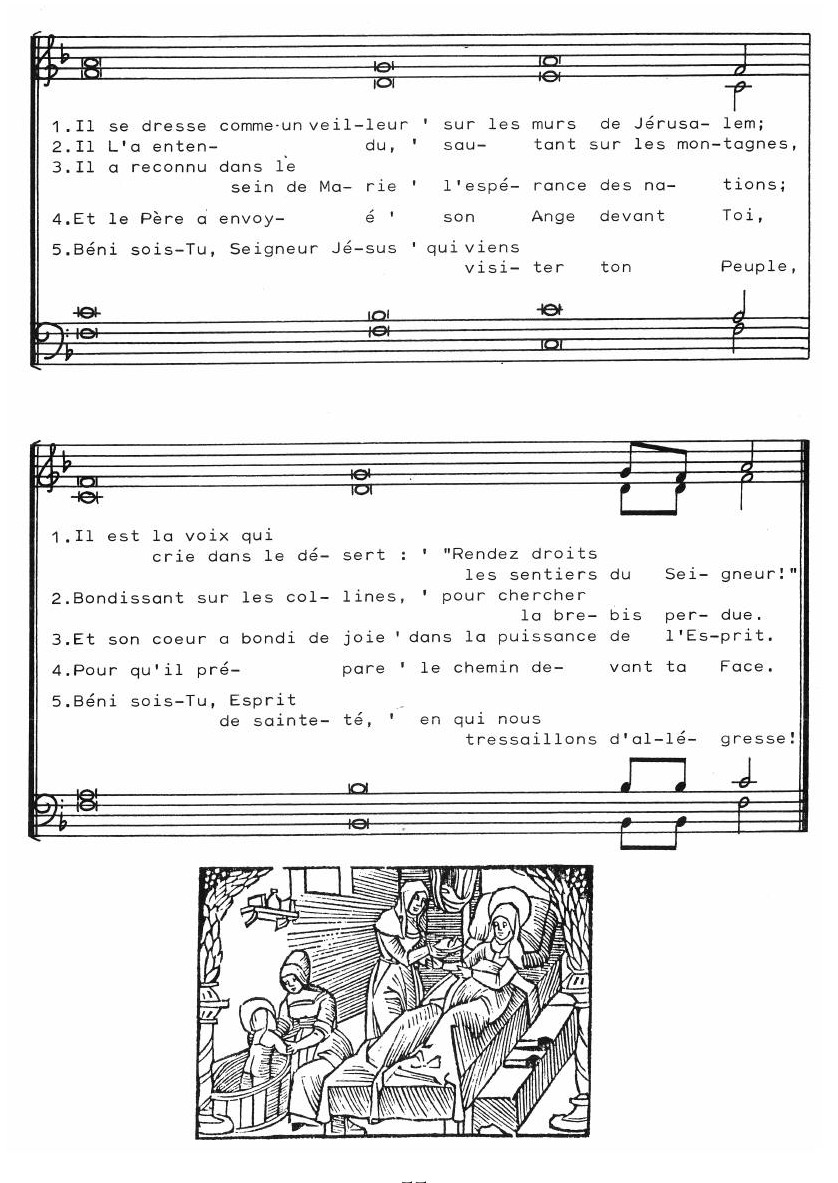 1.Il se dresse comme un veil-leur ' sur les murs de Jérusa- lem;
2.Il L'a enten- du, ' sau- tant sur les mon-tagnes,
3.Il a reconnu dans le
sein de Ma- rie ' l'espé- rance des na- tions;
4.Et le Père a envoy- é ' son Ange devant Toi,
5.Béni sois-Tu, Seigneur Jé-sus ' qui viens
visi- ter ton Peuple,
1.Il est la voix qui
crie dans le dé- sert : ' "Rendez droits
les sentiers du Sei- gneur!"
2.Bondissant sur les col- lines, ' pour chercher
la bre- bis per- due.
3.Et son coeur a bondi de joie ' dans la puissance de l'Es-prit.
4.Pour qu'il pré- pare ' le chemin de- vant ta Face.
5.Béni sois-Tu, Esprit
de sainte- té, ' en qui nous
tressaillons d'al-lé- gresse!